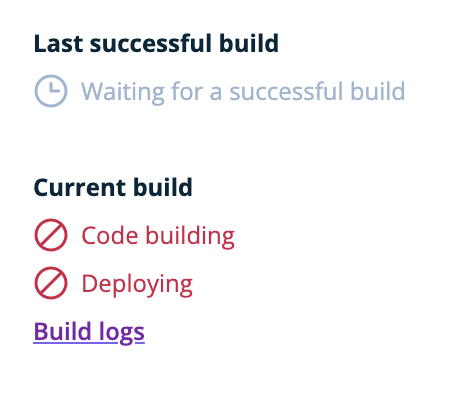 Last successful build
Waiting for a successful build
Current build
Code building
Deploying
Build logs